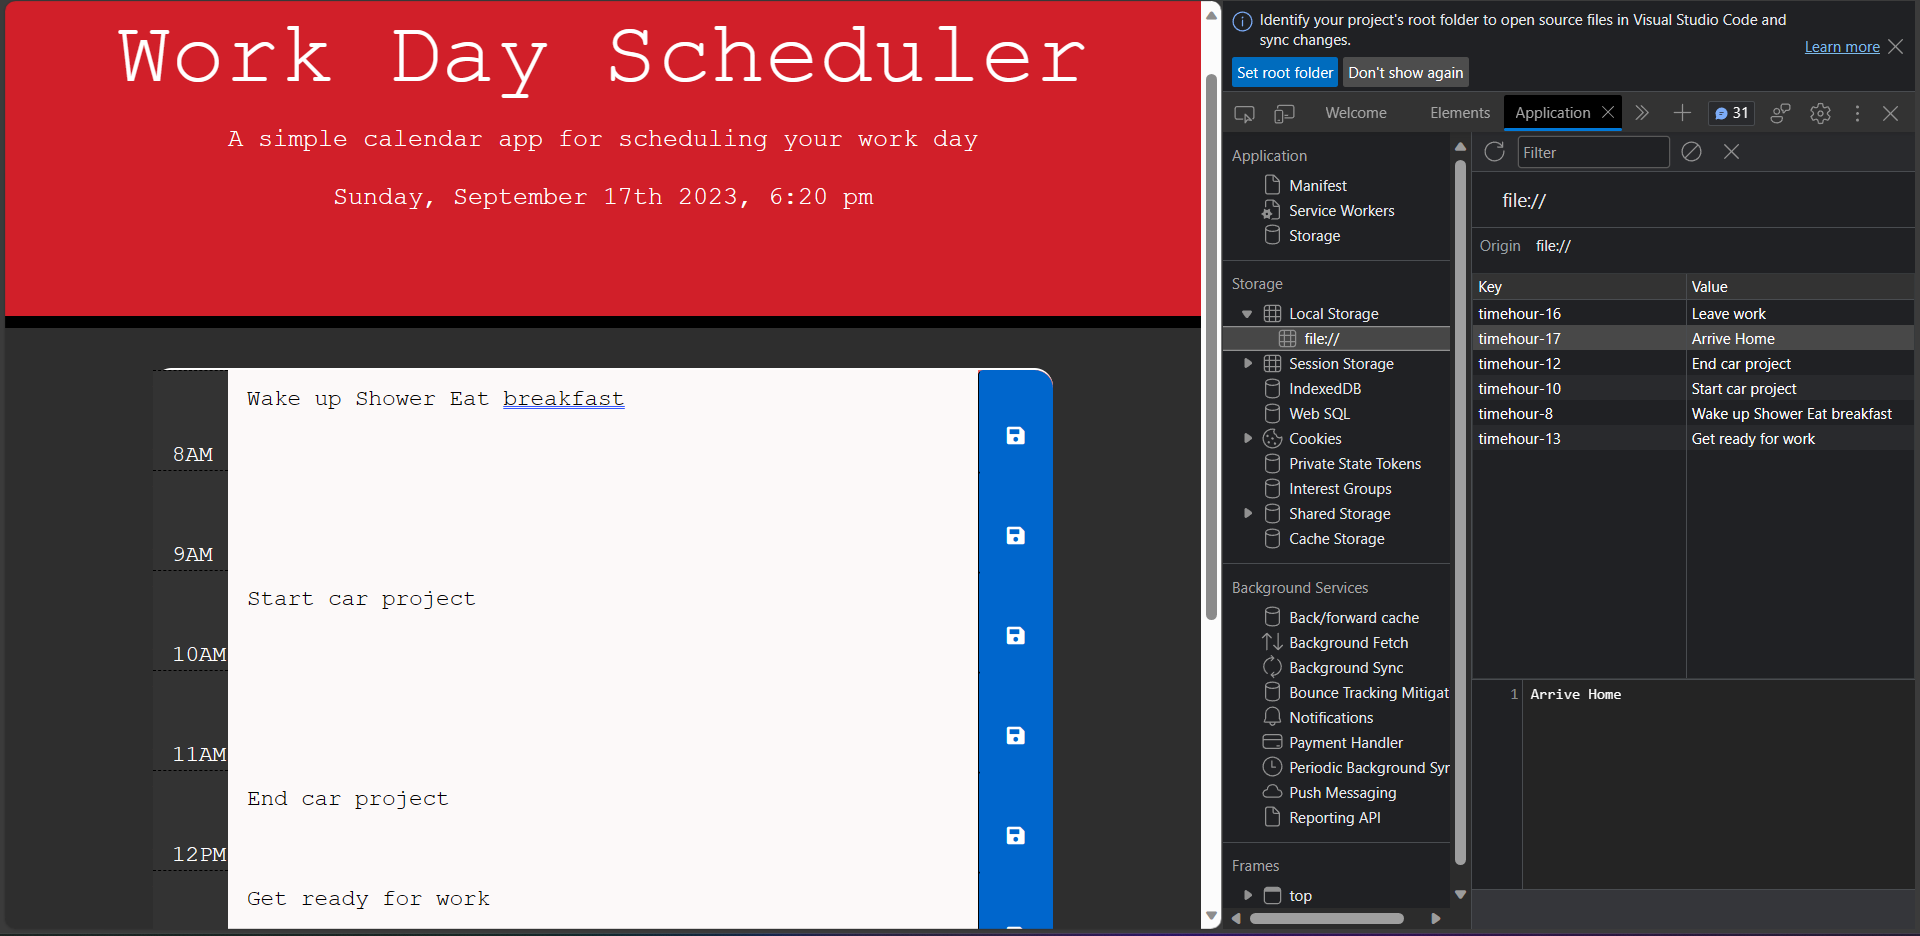 Work Day Scheduler
A simple calendar app for scheduling your work day
Sunday, September 17th 2023, 6:20 pm
Wake up Shower Eat breakfast
8AM
9AM
Start car project
10AM
11AM
End car project
12PM
Get ready for work
Identify your project's root folder to open source files in Visual Studio Code and
sync changes.
Learn more
Set root folder Don't show again
Welcome Elements Application 31
Application
Manifest
Service Workers
Storage
Storage
Local Storage
file://
Session Storage
IndexedDB
Web SQL
Cookies
Private State Tokens
Interest Groups
Shared Storage
Cache Storage
Background Services
Back/forward cache
Background Fetch
Background Sync
Bounce Tracking Mitigat
Notifications
Payment Handler
Periodic Background Syr
Push Messaging
Reporting API
Frames
top
Filter
file://
Origin file://
Key Value
timehour-16 Leave work
timehour-17 Arrive Home
timehour-12 End car project
timehour-10 Start car project
timehour-8 Wake up Shower Eat breakfast
timehour-13 Get ready for work
1 Arrive Home